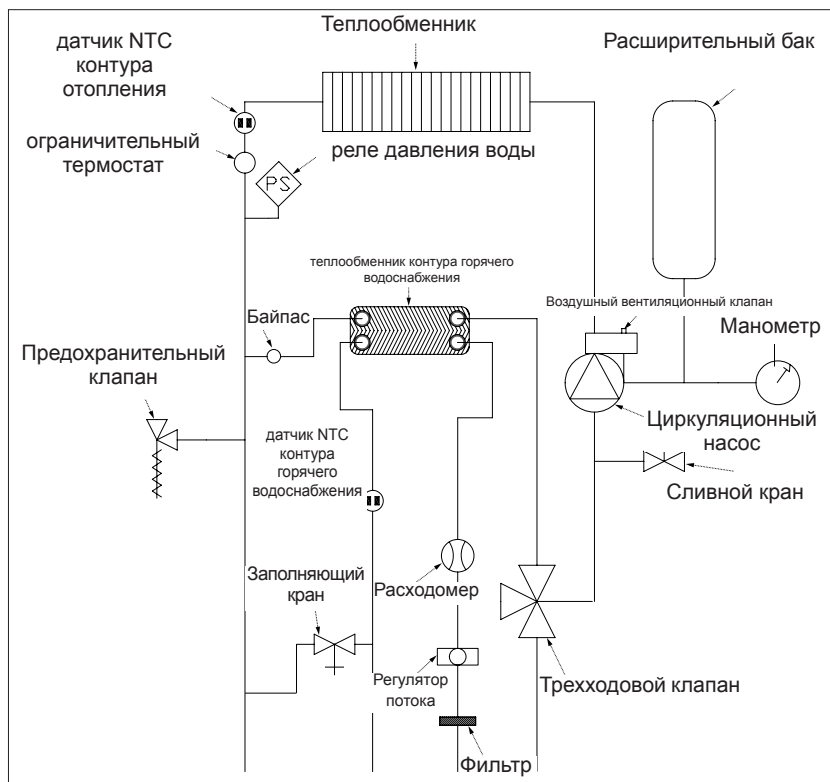 датчик NTC
контура
отопления
Теплообменник
Расширительный бак
ограничительный
термостат
реле давления воды
PS
теплообменник контура горячего
водоснабжения
Воздушный вентиляционный клапан
Байпас
Манометр
Предохранительный
клапан
Циркуляционный
насос
датчик NTC
контура
горячего
водоснабжения
Сливной кран
Заполняющий
кран
Расходомер
Регулятор
потока
Трехходовой клапан
Фильтр